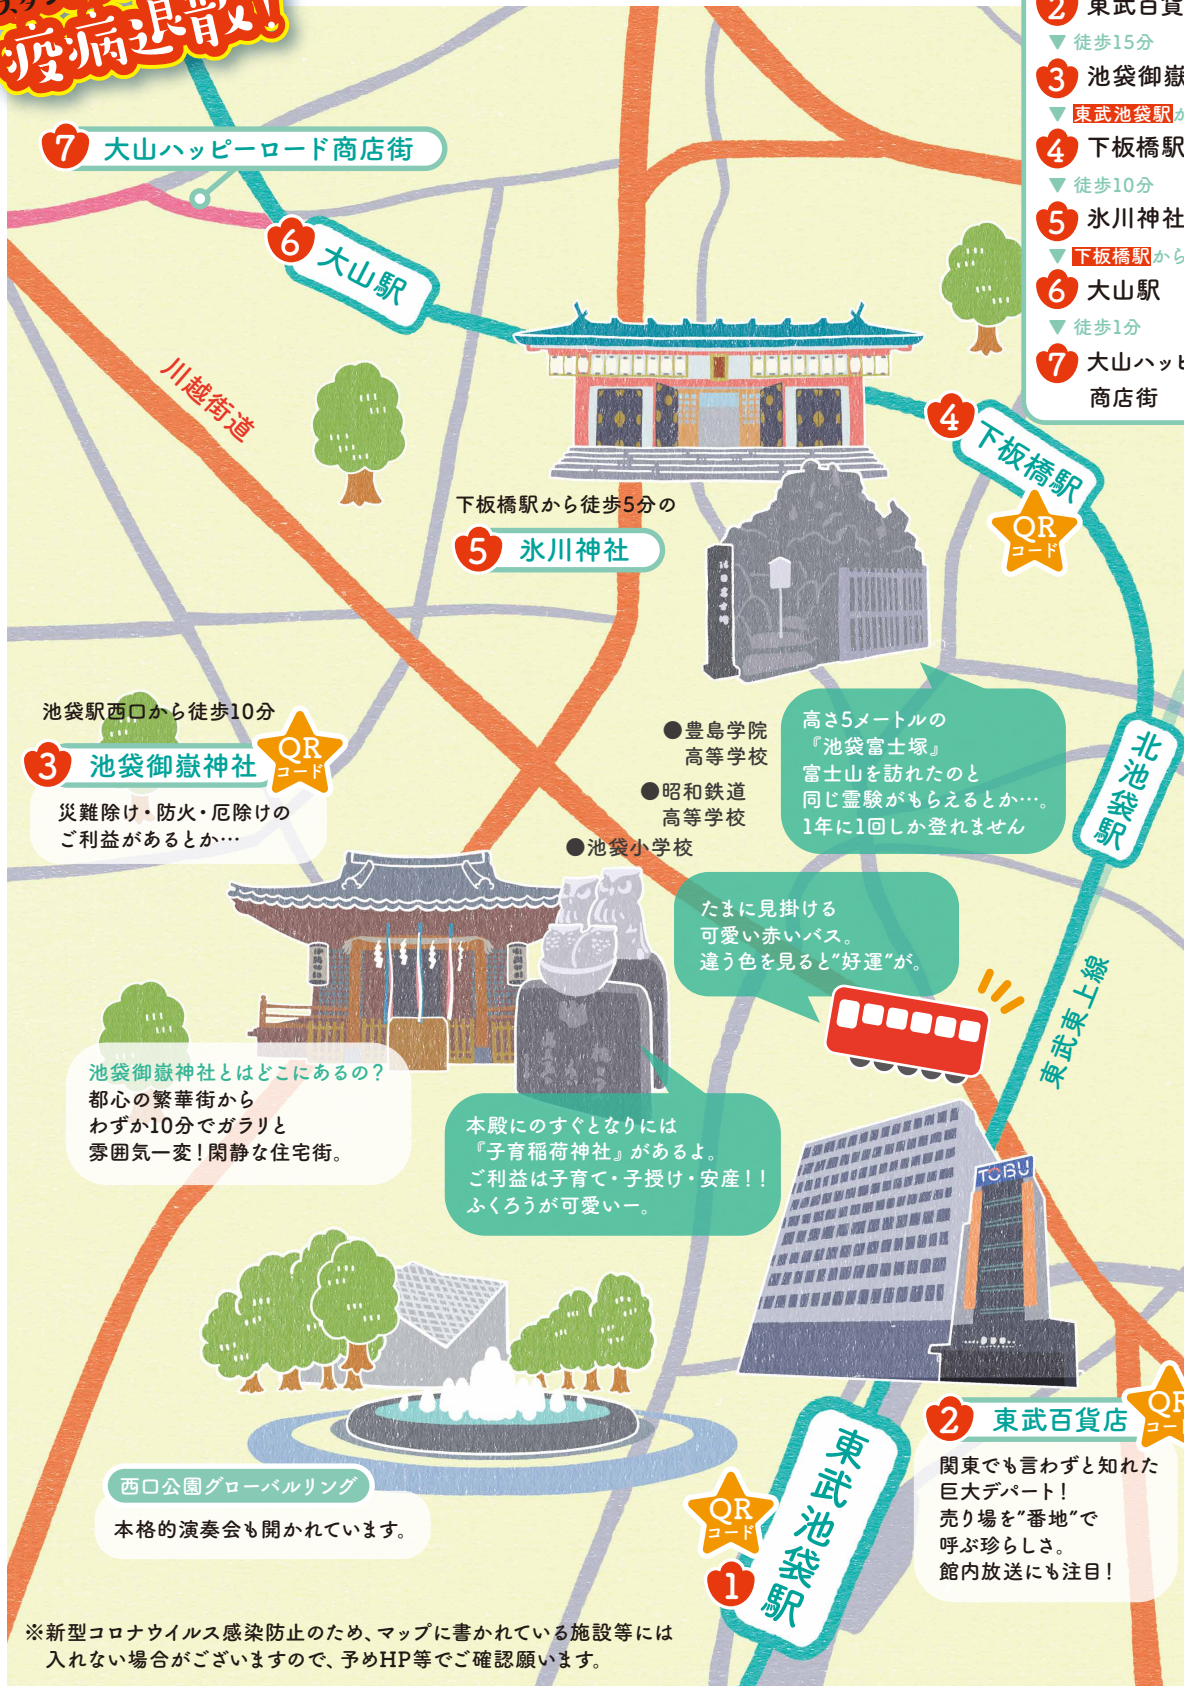 疫病退散!
2 東武百貨
▼ 徒歩15分
3 池袋御嶽
▼ 東武池袋駅か
4 下板橋駅
▼ 徒歩10分
5 氷川神社
▼ 下板橋駅から
6 大山駅
▼ 徒歩1分
7 大山ハッピ
商店街
7 大山ハッピーロード商店街
6 大山駅
川越街道
4 下板橋駅
QR
コード
下板橋駅から徒歩5分の
5 氷川神社
池袋駅西口から徒歩10分
3 池袋御嶽神社
QR
コード
災難除け・防火・厄除けの
ご利益があるとか…
●豊島学院
高等学校
●昭和鉄道
高等学校
●池袋小学校
高さ5メートルの
『池袋富士塚』
富士山を訪れたのと
同じ霊験がもらえるとか…。
1年に1回しか登れません
北池袋駅
たまに見掛ける
可愛い赤いバス。
違う色を見ると"好運"が。
東武東上線
池袋御嶽神社とはどこにあるの?
都心の繁華街から
わずか10分でガラリと
雰囲気一変!閑静な住宅街。
本殿にのすぐとなりには
『子育稲荷神社』があるよ。
ご利益は子育て・子授け・安産!!
ふくろうが可愛いー。
TOBU
西口公園グローバルリング
本格的演奏会も開かれています。
QR
コード
1 東武池袋駅
2 東武百貨店
QR
コード
関東でも言わずと知れた
巨大デパート!
売り場を"番地"で
呼ぶ珍らしさ。
館内放送にも注目!
※新型コロナウイルス感染防止のため、マップに書かれている施設等には
入れない場合がございますので、予めHP等でご確認願います。